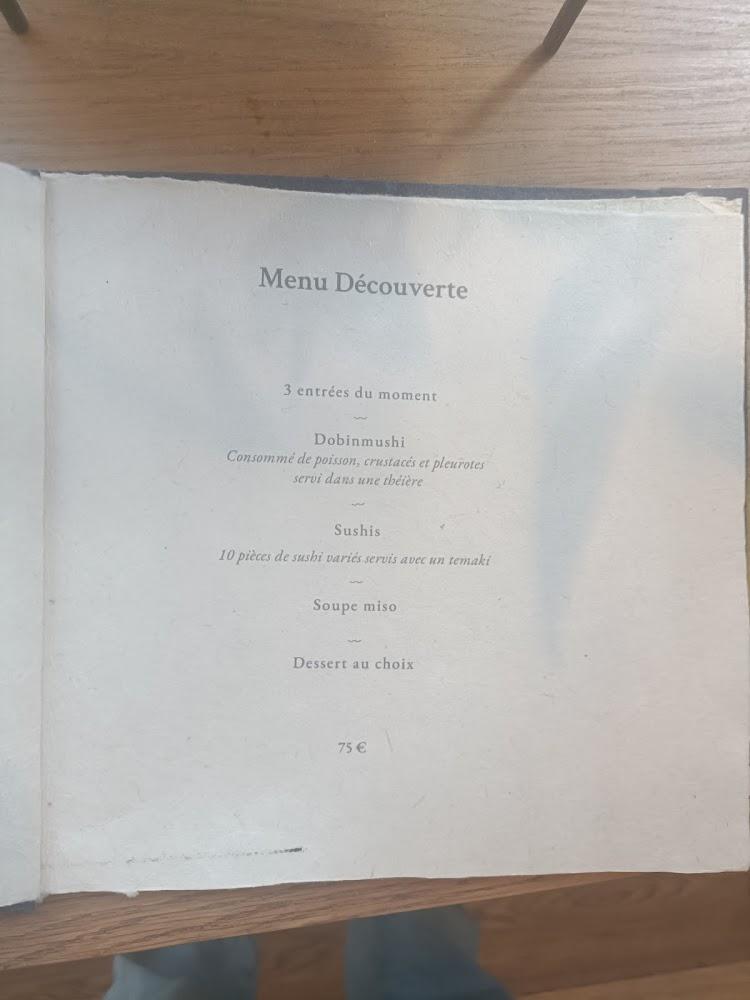 Menu Découverte
3 entrées du moment
Dobinmushi
Consommé de poisson, crustacés et pleurotes
servi dans une théière
Sushis
10 pièces de sushi variés servis avec un temaki
Soupe miso
Dessert au choix
75 €